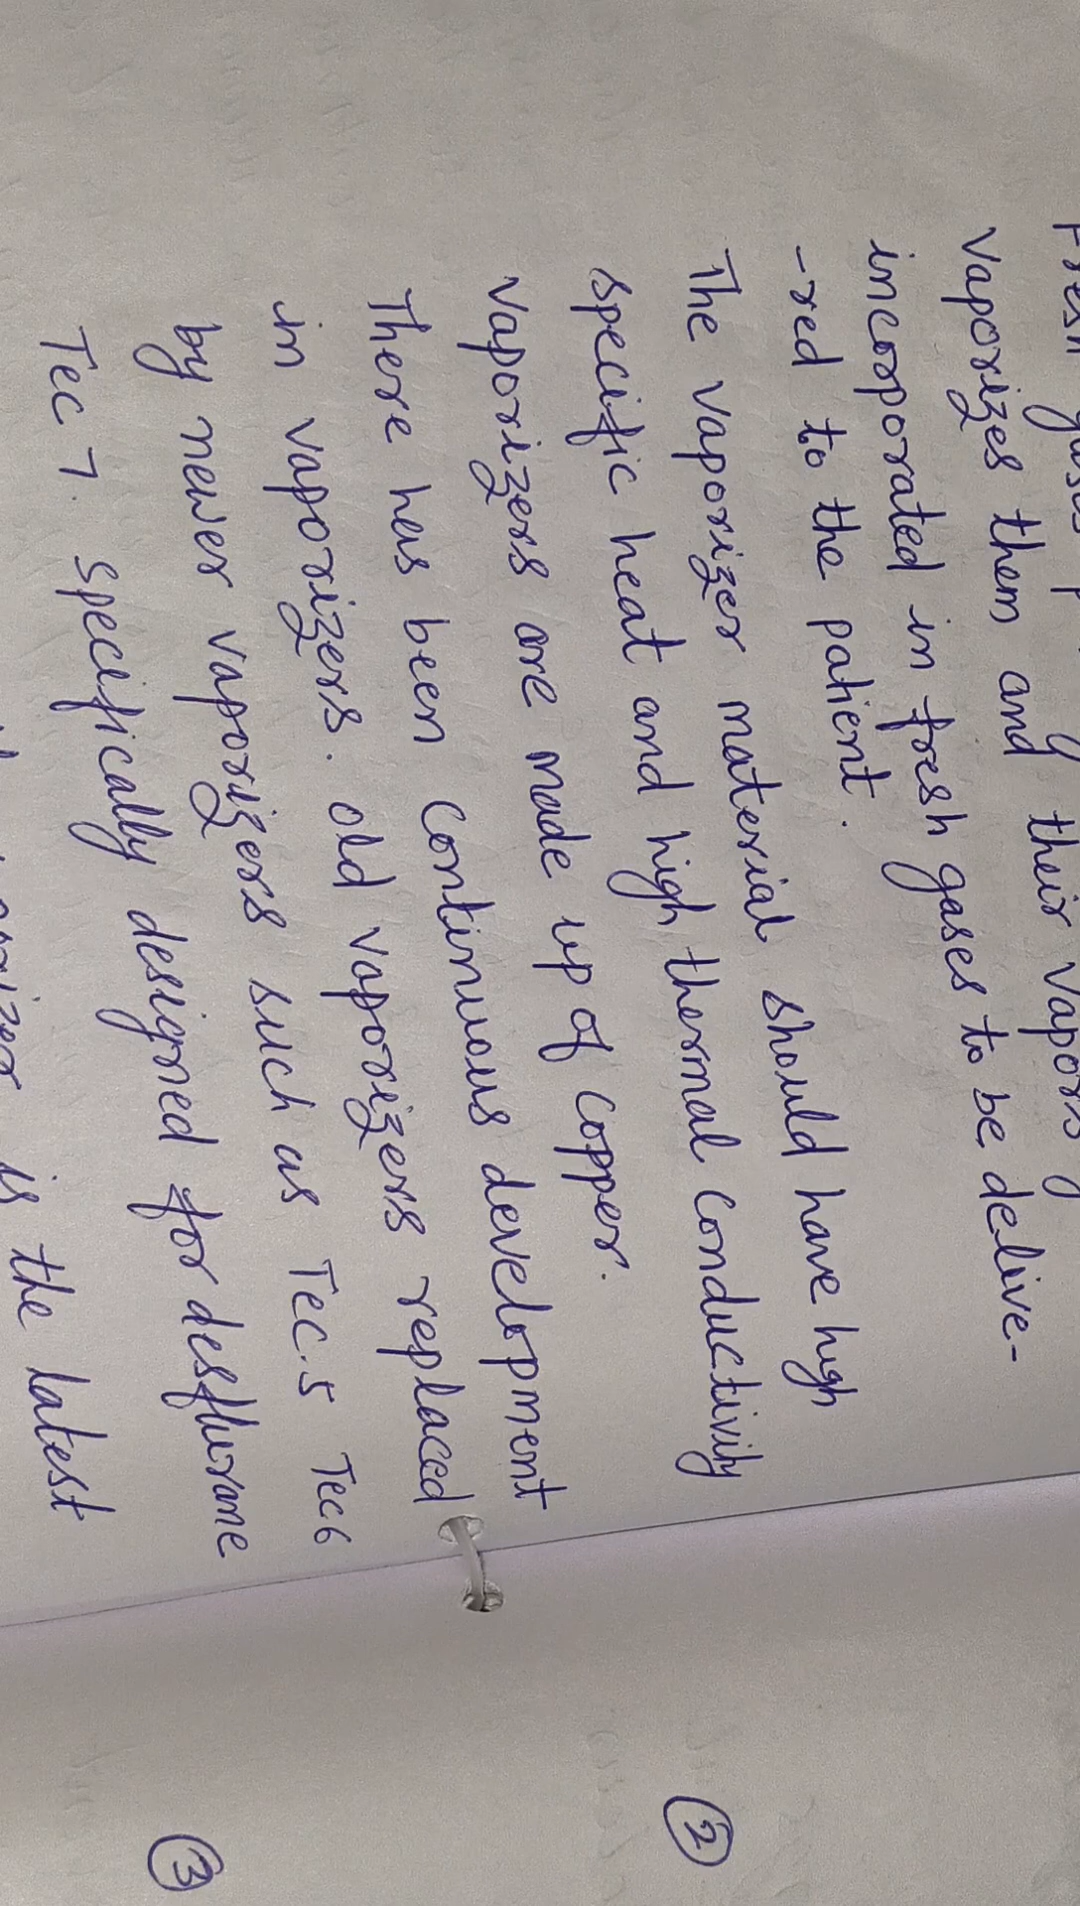 their vapors
vaporizes them and
incorporated in fresh gases to be delive-
-red to the patient.
The vaporizer material should have high
specific heat and high thermal conductivity
vaporizers are made up of copper.
There has been continuous development
in vaporizers. old vaporizers replaced
by newer vaporizers such as Tec.5 Tec6
Tec 7. specifically designed for desflurane
is the latest
2
3